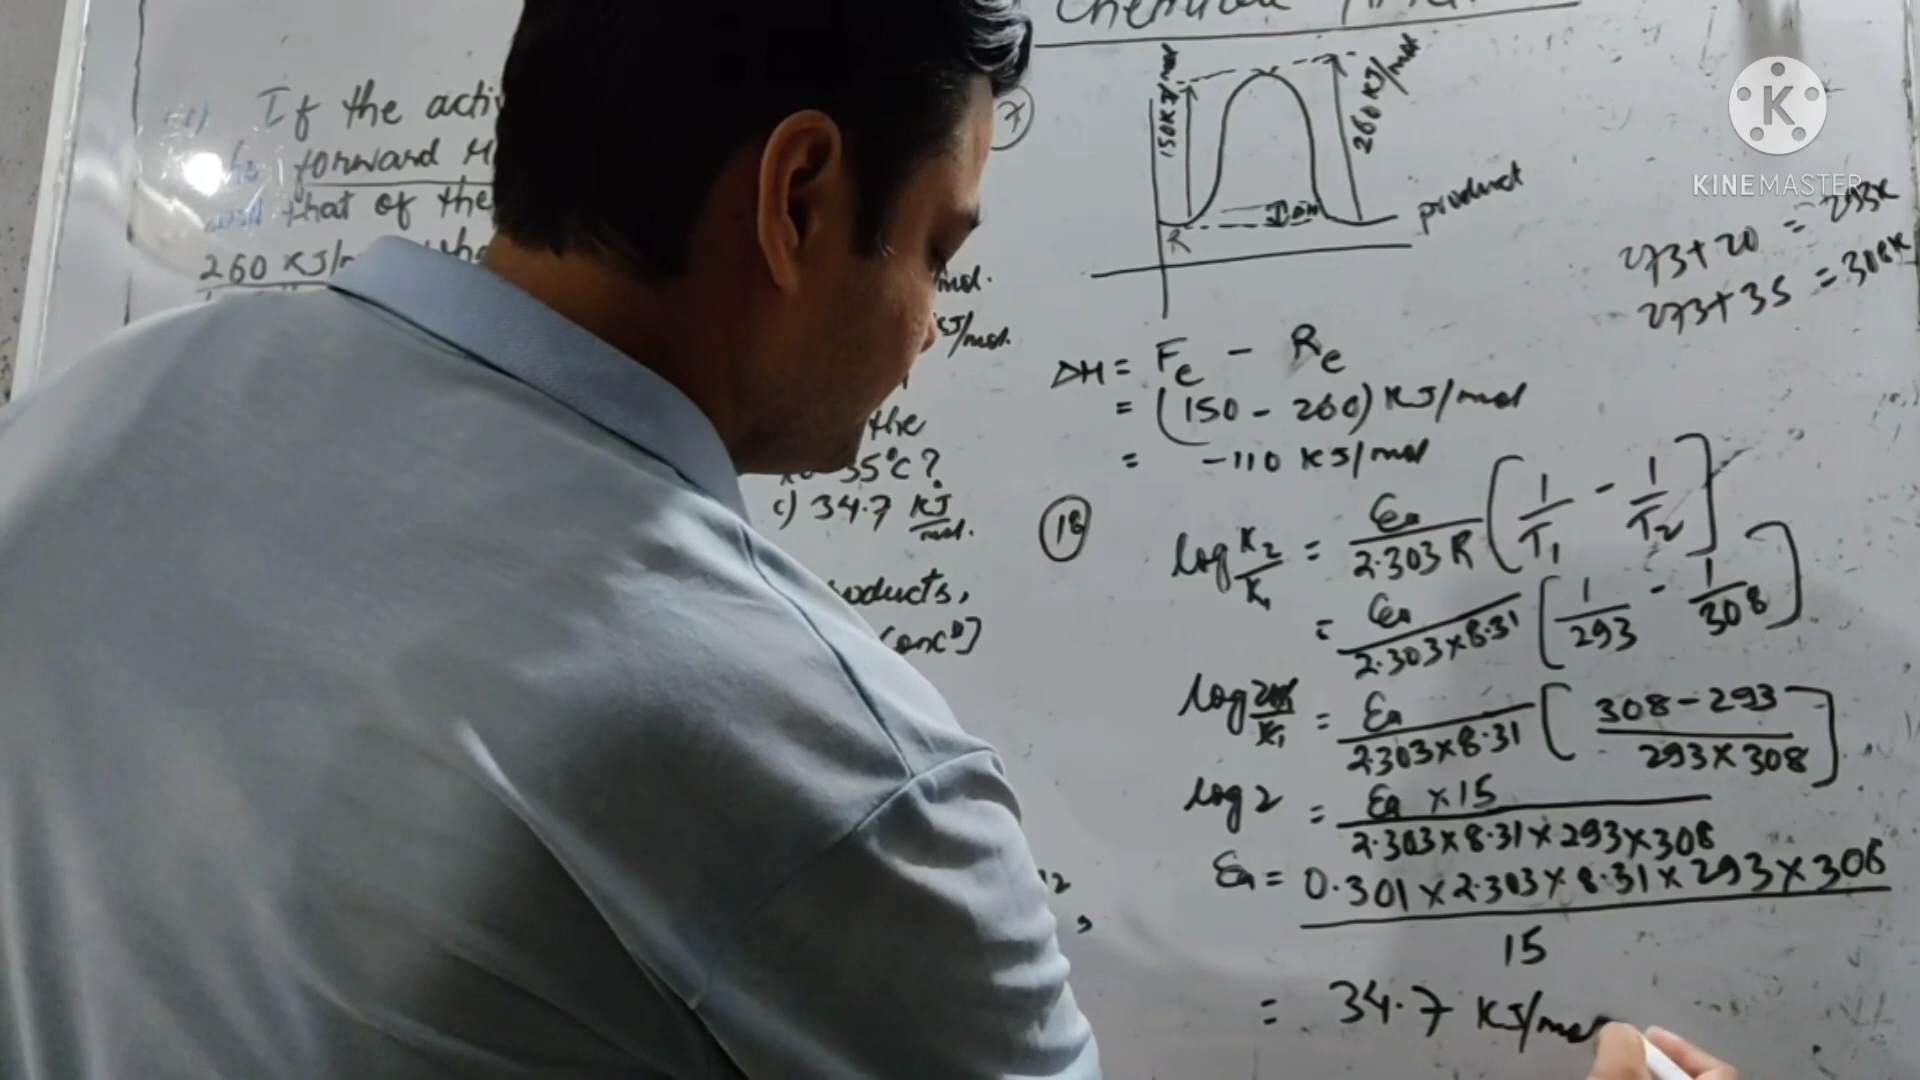 If the
forward
that of the
260 KJ/
mol.
KJ/mol.
the
35°C?
c) 34.7 KJ/mol.
oducts,
Chemical
7
150 KJ/mol
260 KJ/mol
R
product
KINEMASTER
273+20 = 293K
273+35 = 308K
ΔH = Fe - Re
= (150 - 260) KJ/mol
= -110 KJ/mol
18
log K2/K1 = Ea/2.303 R [1/T1 - 1/T2]
= Ea/2.303×8.31 [1/293 - 1/308]
log 2K1/K1 = Ea/2.303×8.31 [308-293/293×308]
log 2 = Ea × 15/2.303×8.31×293×308
Ea = 0.301×2.303×8.31×293×308/15
= 34.7 KJ/mol